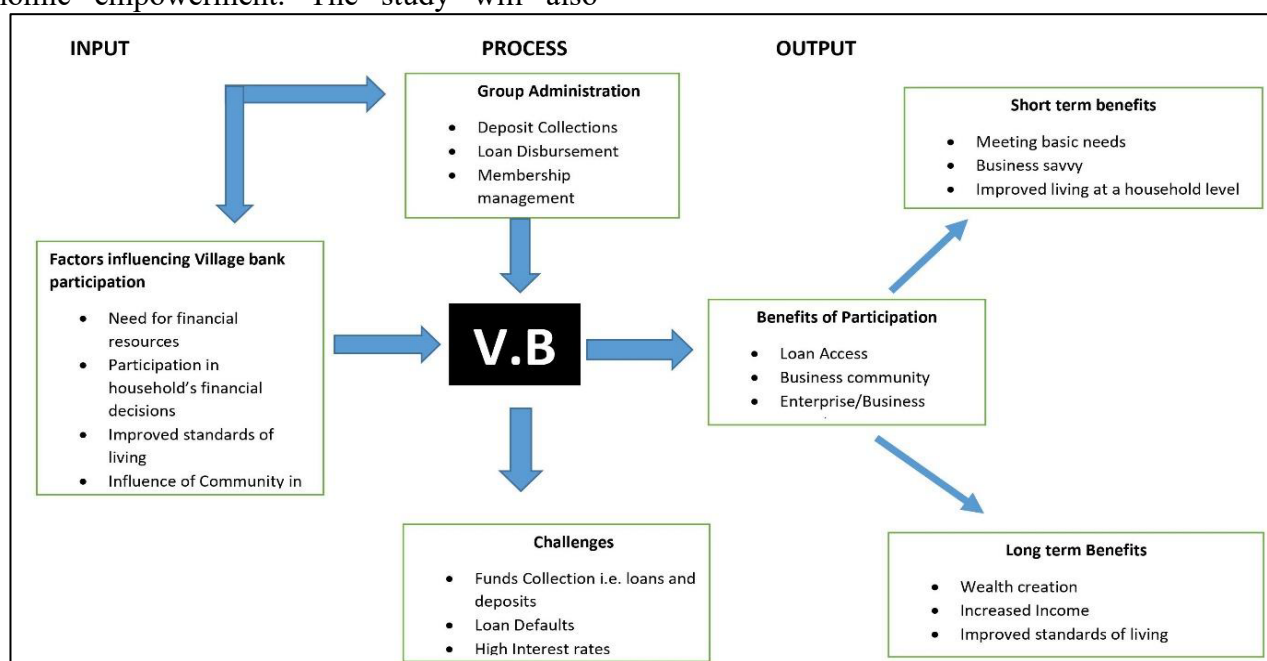 economic empowerment. The study will also
INPUT
PROCESS
OUTPUT
Group Administration
• Deposit Collections
• Loan Disbursement
• Membership
management
Short term benefits
• Meeting basic needs
• Business savvy
• Improved living at a household level
Factors influencing Village bank
participation
• Need for financial
resources
• Participation in
household's financial
decisions
• Improved standards of
living
• Influence of Community in
V.B
Benefits of Participation
• Loan Access
• Business community
• Enterprise/Business
Challenges
• Funds Collection i.e. loans and
deposits
• Loan Defaults
• High Interest rates
Long term Benefits
• Wealth creation
• Increased Income
• Improved standards of living